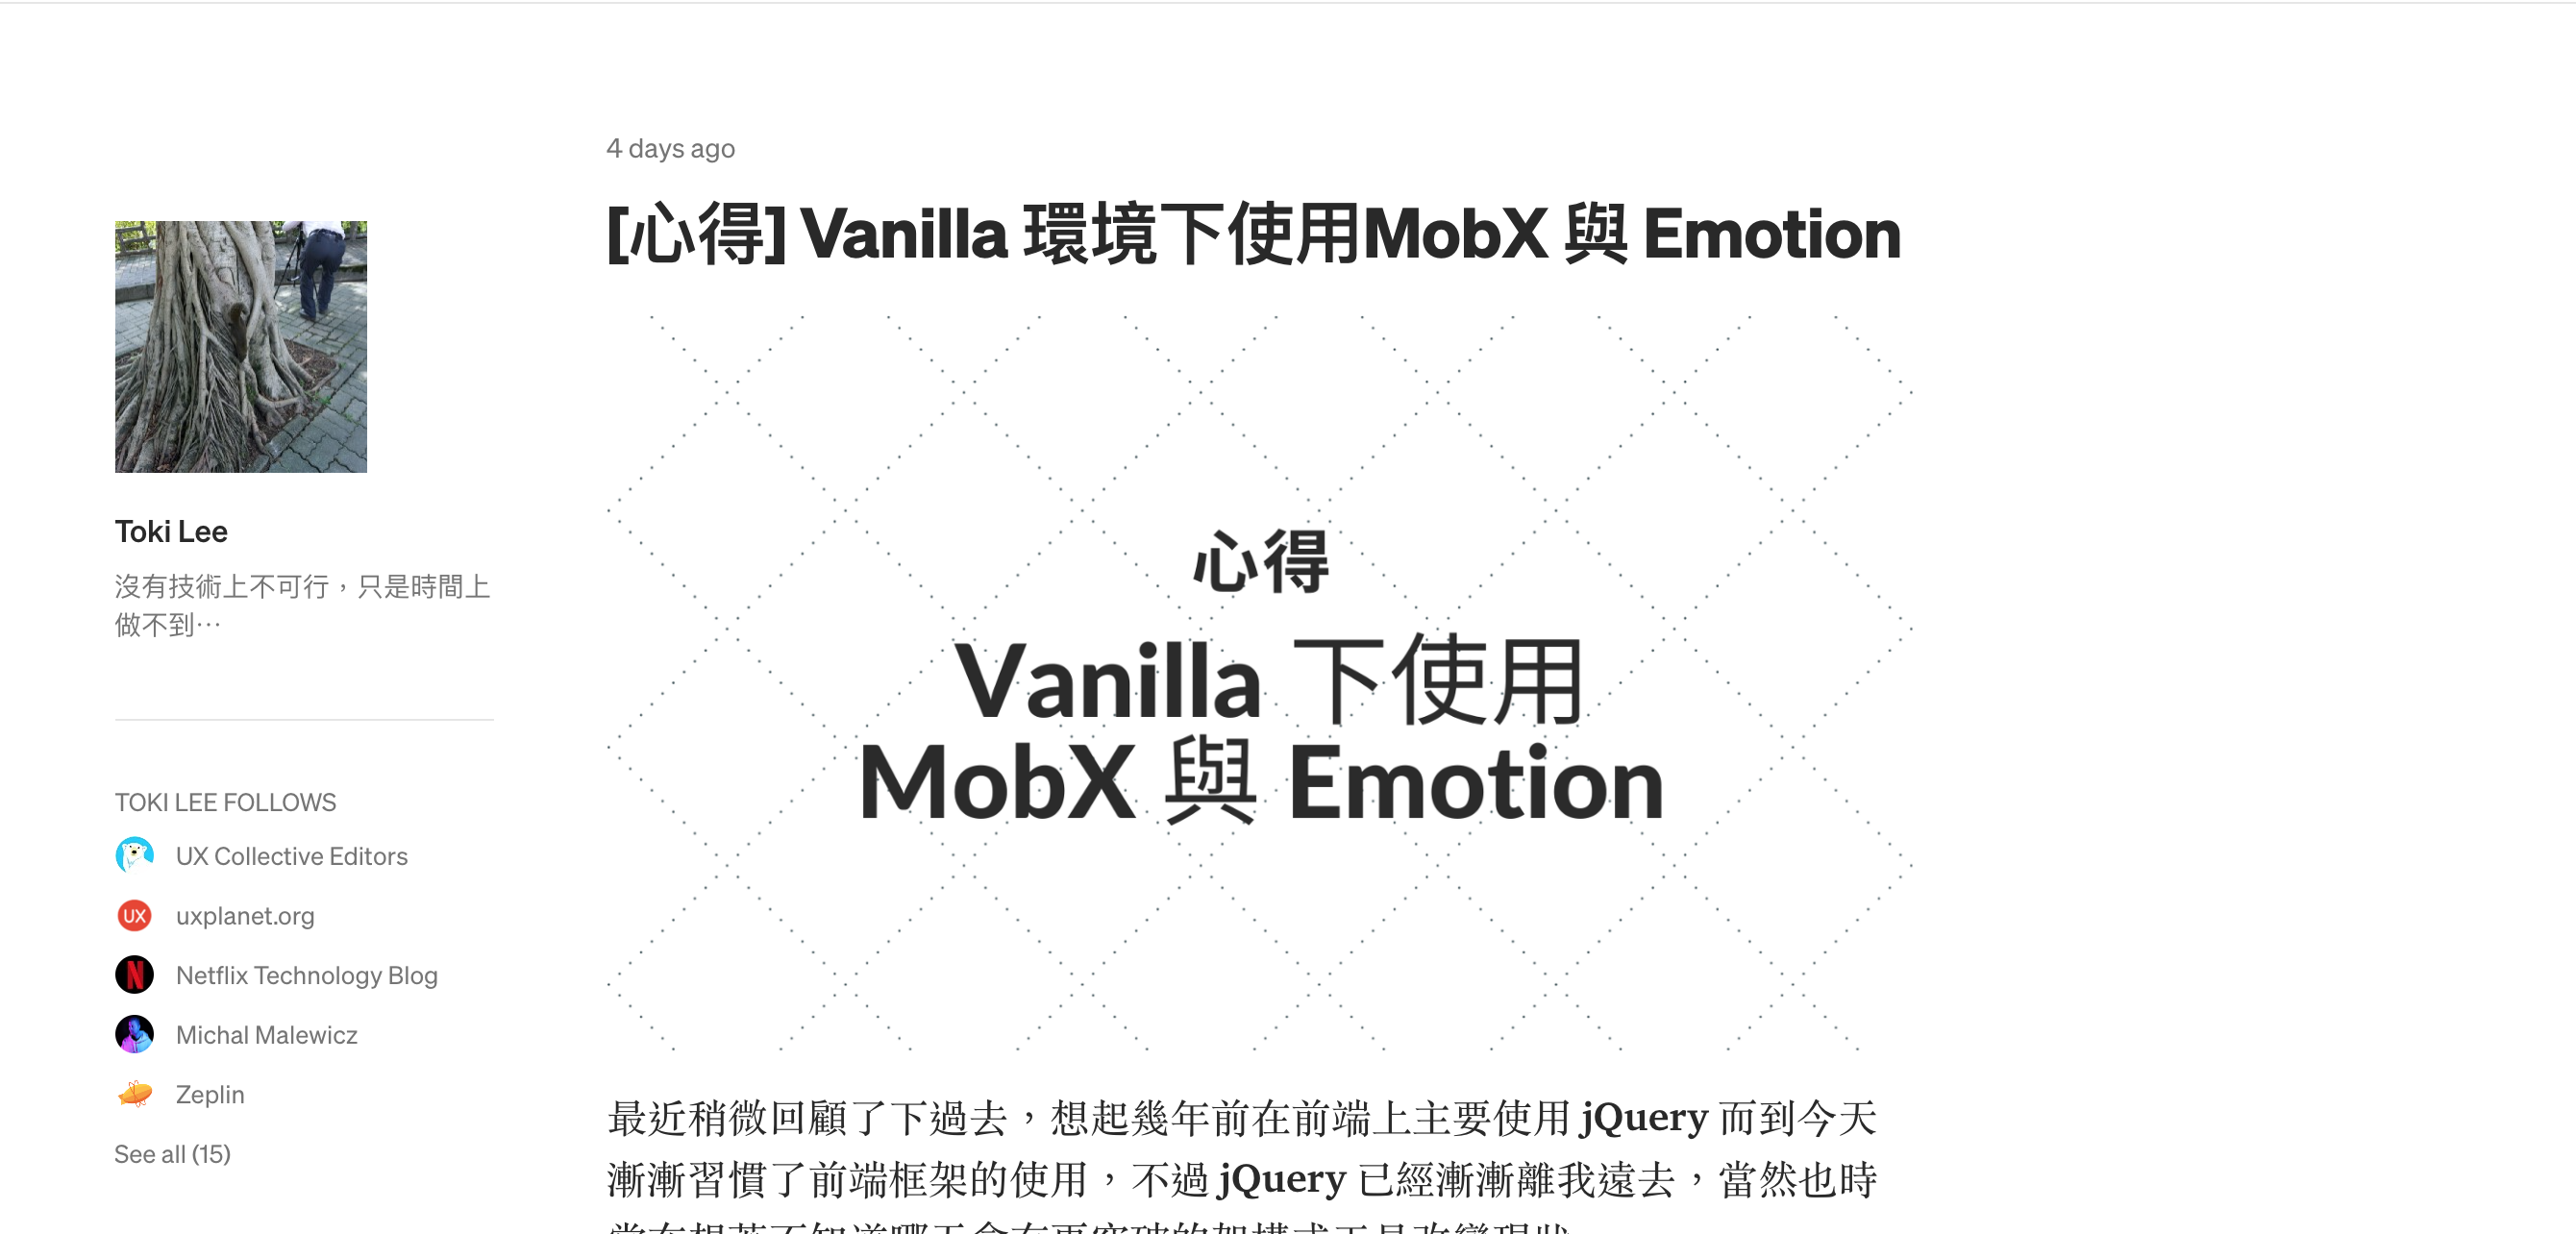 4 days ago
[心得] Vanilla 環境下使用MobX 與 Emotion
Toki Lee
沒有技術上不可行，只是時間上
做不到⋯
TOKI LEE FOLLOWS
UX Collective Editors
UX
uxplanet.org
N
Netflix Technology Blog
Michal Malewicz
Zeplin
See all (15)
心得
Vanilla 下使用
MobX 與 Emotion
最近稍微回顧了下過去，想起幾年前在前端上主要使用 jQuery 而到今天
漸漸習慣了前端框架的使用，不過 jQuery 已經漸漸離我遠去，當然也時